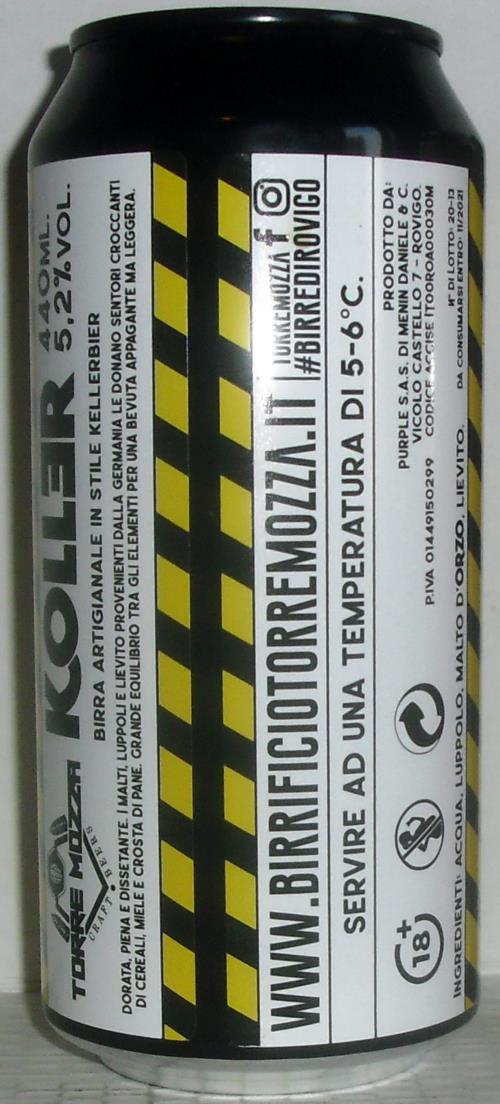 TORRE MOZZA
CRAFT • BEERS
KOLLER
440ML.
5,2%VOL.
BIRRA ARTIGIANALE IN STILE KELLERBIER
DORATA, PIENA E DISSETANTE. I MALTI, LUPPOLI E LIEVITO PROVENIENTI DALLA GERMANIA LE DONANO SENTORI CROCCANTI
DI CEREALI, MIELE E CROSTA DI PANE. GRANDE EQUILIBRIO TRA GLI ELEMENTI PER UNA BEVUTA APPAGANTE MA LEGGERA.
WWW.BIRRIFICIOTORREMOZZA.IT
TORREMOZZA
#BIRREDIROVIGO
SERVIRE AD UNA TEMPERATURA DI 5-6°C.
18+
PRODOTTO DA:
PURPLE S.A.S. DI MENIN DANIELE & C.
VICOLO CASTELLO 7 - ROVIGO.
P.IVA 01449150299 CODICE ACCISE IT00ROA00030M
N° DI LOTTO: 20-13
DA CONSUMARSI ENTRO: 11/2021
INGREDIENTI: ACQUA, LUPPOLO, MALTO D'ORZO, LIEVITO.